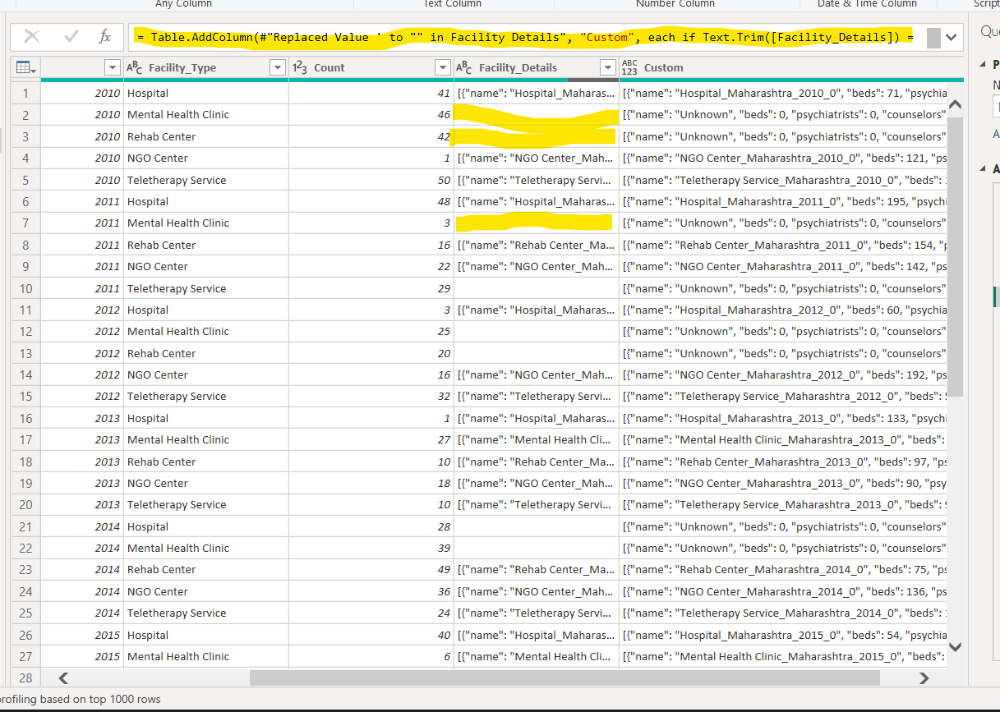 Any Column Text Column Number Column Date & Time Column Script
= Table.AddColumn(#"Replaced Value ' to "" in Facility Details", "Custom", each if Text.Trim([Facility_Details]) =
ABC Facility_Type 123 Count ABC Facility_Details ABC 123 Custom
1 2010 Hospital 41 [{"name": "Hospital_Maharas... [{"name": "Hospital_Maharashtra_2010_0", "beds": 71, "psychia
2 2010 Mental Health Clinic 46 [{"name": "Unknown", "beds": 0, "psychiatrists": 0, "counselors"
3 2010 Rehab Center 42 [{"name": "Unknown", "beds": 0, "psychiatrists": 0, "counselors"
4 2010 NGO Center 1 [{"name": "NGO Center_Mah... [{"name": "NGO Center_Maharashtra_2010_0", "beds": 121, "ps
5 2010 Teletherapy Service 50 [{"name": "Teletherapy Servi... [{"name": "Teletherapy Service_Maharashtra_2010_0", "beds":
6 2011 Hospital 48 [{"name": "Hospital_Maharas... [{"name": "Hospital_Maharashtra_2011_0", "beds": 195, "psychi
7 2011 Mental Health Clinic 3 [{"name": "Unknown", "beds": 0, "psychiatrists": 0, "counselors"
8 2011 Rehab Center 16 [{"name": "Rehab Center_Ma... [{"name": "Rehab Center_Maharashtra_2011_0", "beds": 154, "p
9 2011 NGO Center 22 [{"name": "NGO Center_Mah... [{"name": "NGO Center_Maharashtra_2011_0", "beds": 142, "ps
10 2011 Teletherapy Service 29 [{"name": "Unknown", "beds": 0, "psychiatrists": 0, "counselors"
11 2012 Hospital 3 [{"name": "Hospital_Maharas... [{"name": "Hospital_Maharashtra_2012_0", "beds": 60, "psychia
12 2012 Mental Health Clinic 25 [{"name": "Unknown", "beds": 0, "psychiatrists": 0, "counselors"
13 2012 Rehab Center 20 [{"name": "Unknown", "beds": 0, "psychiatrists": 0, "counselors"
14 2012 NGO Center 16 [{"name": "NGO Center_Mah... [{"name": "NGO Center_Maharashtra_2012_0", "beds": 192, "ps
15 2012 Teletherapy Service 32 [{"name": "Teletherapy Servi... [{"name": "Teletherapy Service_Maharashtra_2012_0", "beds":
16 2013 Hospital 1 [{"name": "Hospital_Maharas... [{"name": "Hospital_Maharashtra_2013_0", "beds": 133, "psychi
17 2013 Mental Health Clinic 27 [{"name": "Mental Health Cli... [{"name": "Mental Health Clinic_Maharashtra_2013_0", "beds":
18 2013 Rehab Center 10 [{"name": "Rehab Center_Ma... [{"name": "Rehab Center_Maharashtra_2013_0", "beds": 97, "ps
19 2013 NGO Center 18 [{"name": "NGO Center_Mah... [{"name": "NGO Center_Maharashtra_2013_0", "beds": 90, "psy
20 2013 Teletherapy Service 10 [{"name": "Teletherapy Servi... [{"name": "Teletherapy Service_Maharashtra_2013_0", "beds":
21 2014 Hospital 28 [{"name": "Unknown", "beds": 0, "psychiatrists": 0, "counselors"
22 2014 Mental Health Clinic 39 [{"name": "Unknown", "beds": 0, "psychiatrists": 0, "counselors"
23 2014 Rehab Center 49 [{"name": "Rehab Center_Ma... [{"name": "Rehab Center_Maharashtra_2014_0", "beds": 75, "ps
24 2014 NGO Center 36 [{"name": "NGO Center_Mah... [{"name": "NGO Center_Maharashtra_2014_0", "beds": 136, "ps
25 2014 Teletherapy Service 24 [{"name": "Teletherapy Servi... [{"name": "Teletherapy Service_Maharashtra_2014_0", "beds":
26 2015 Hospital 40 [{"name": "Hospital_Maharas... [{"name": "Hospital_Maharashtra_2015_0", "beds": 54, "psychia
27 2015 Mental Health Clinic 6 [{"name": "Mental Health Cli... [{"name": "Mental Health Clinic_Maharashtra_2015_0", "beds":
28
rofiling based on top 1000 rows